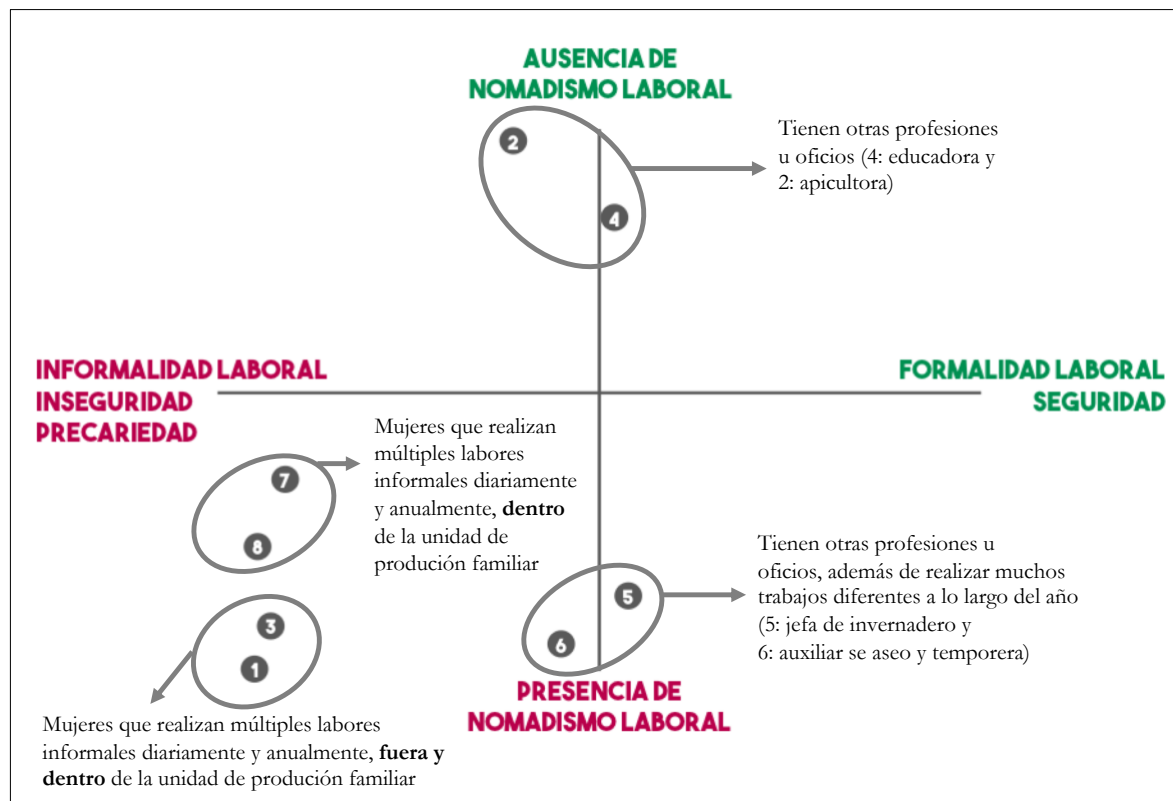 AUSENCIA DE
NOMADISMO LABORAL
2
4
Tienen otras profesiones
u oficios (4: educadora y
2: apicultora)
INFORMALIDAD LABORAL
INSEGURIDAD
PRECARIEDAD
FORMALIDAD LABORAL
SEGURIDAD
7
8
Mujeres que realizan
múltiples labores
informales diariamente
y anualmente, dentro
de la unidad de
produción familiar
3
1
5
6
Tienen otras profesiones u
oficios, además de realizar muchos
trabajos diferentes a lo largo del año
(5: jefa de invernadero y
6: auxiliar se aseo y temporera)
PRESENCIA DE
NOMADISMO LABORAL
Mujeres que realizan múltiples labores
informales diariamente y anualmente, fuera y
dentro de la unidad de produción familiar